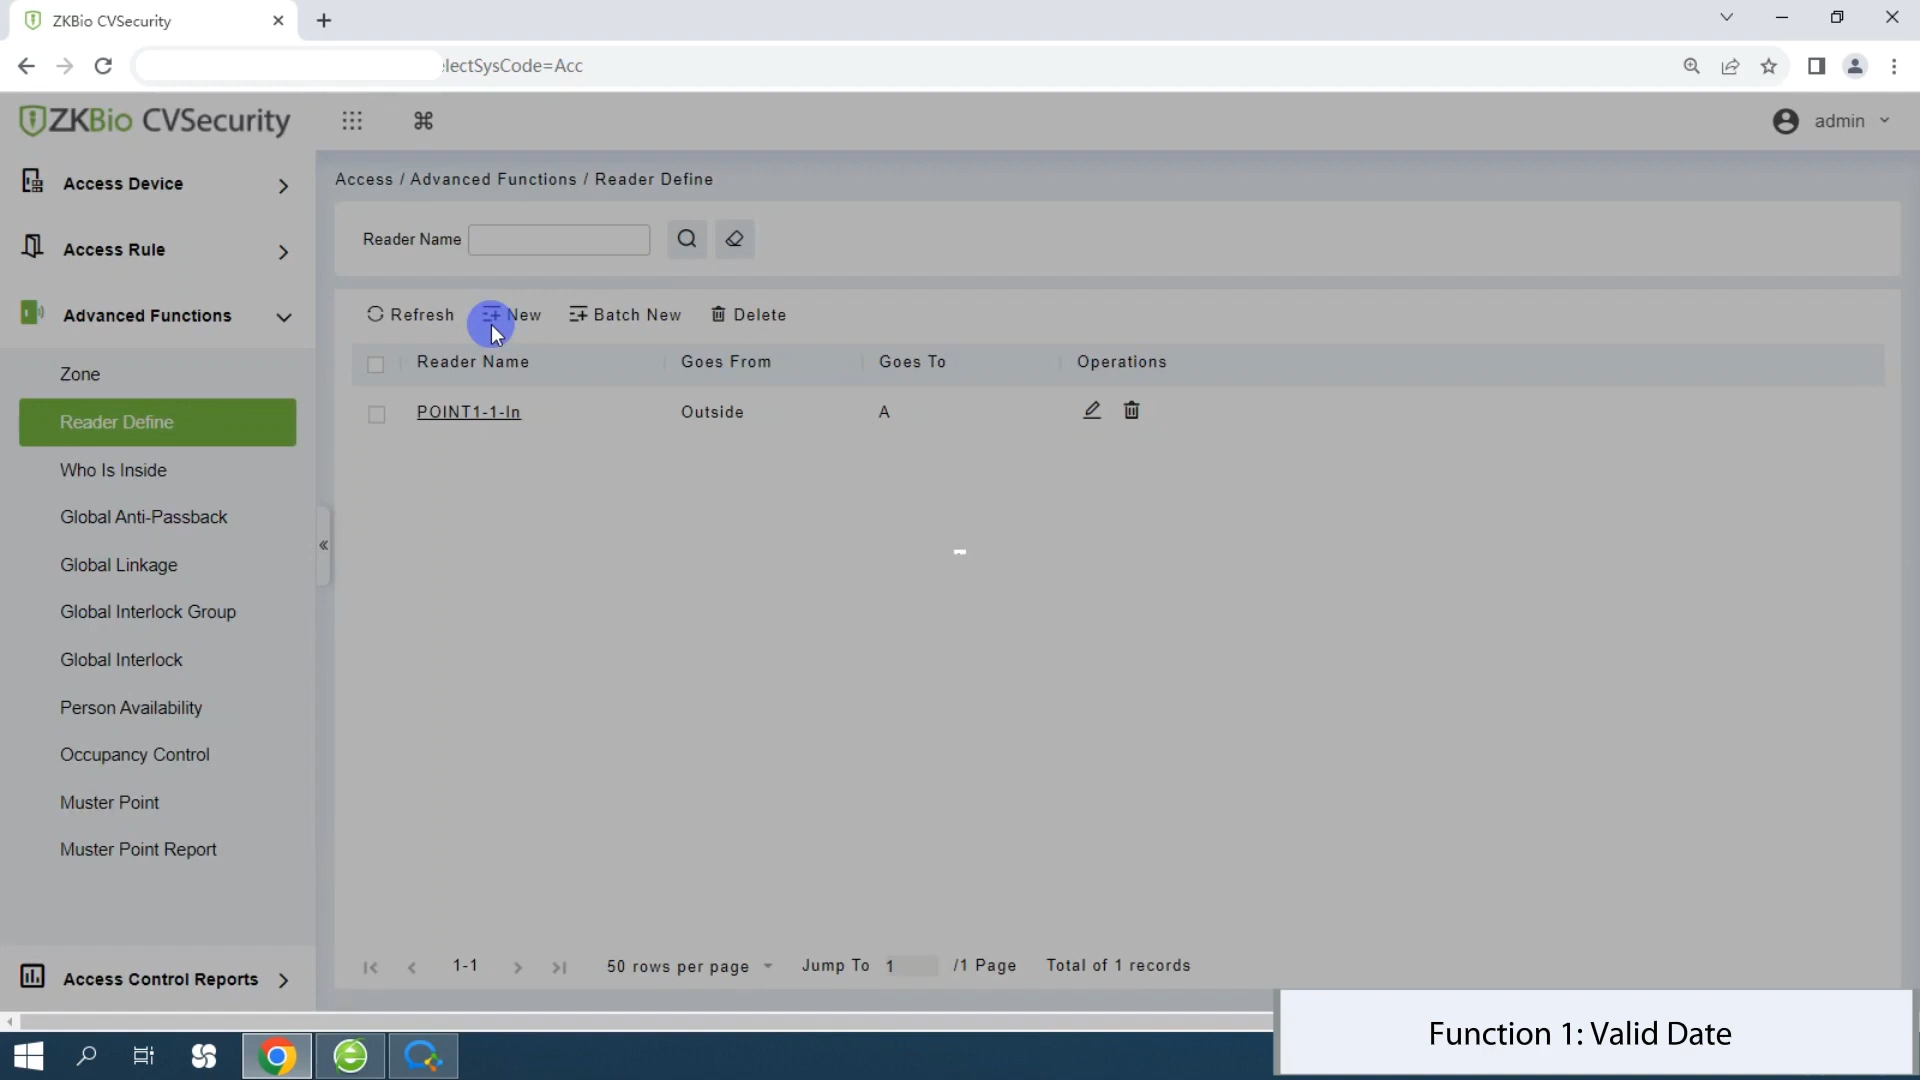 ZKBio CVSecurity
electSysCode=Acc
ZKBio CVSecurity
admin
Access Device
Access Rule
Advanced Functions
Zone
Reader Define
Who Is Inside
Global Anti-Passback
Global Linkage
Global Interlock Group
Global Interlock
Person Availability
Occupancy Control
Muster Point
Muster Point Report
Access Control Reports
Access / Advanced Functions / Reader Define
Reader Name
Refresh New Batch New Delete
Reader Name Goes From Goes To Operations
POINT1-1-In Outside A
1-1 50 rows per page Jump To 1 /1 Page Total of 1 records
Function 1: Valid Date